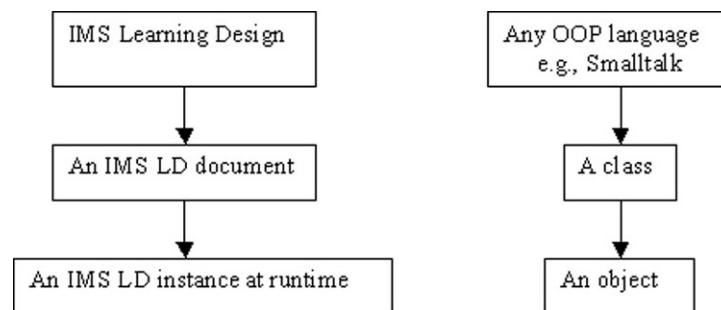 IMS Learning Design
An IMS LD document
An IMS LD instance at runtime
Any OOP language
e.g., Smalltalk
A class
An object